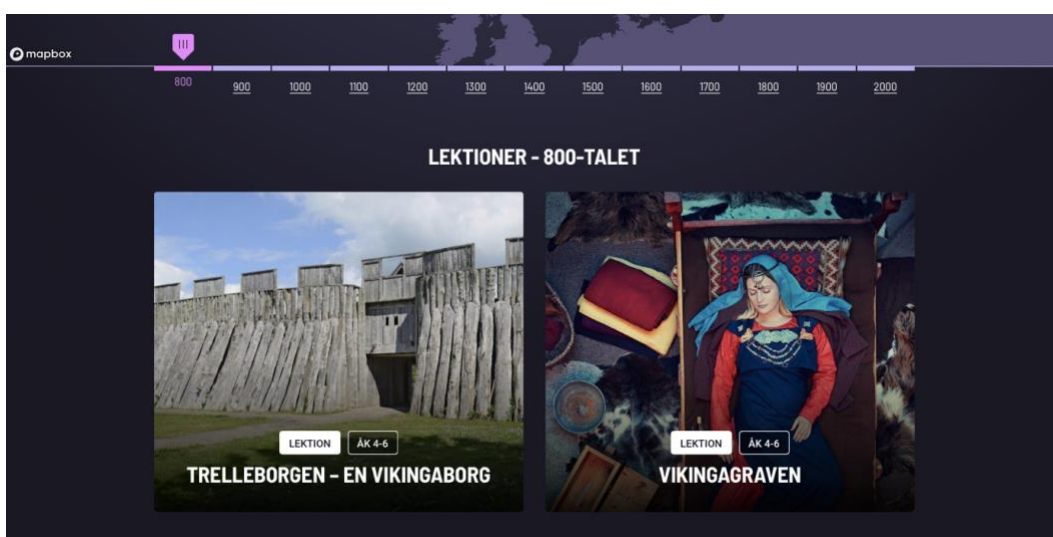 mapbox
800 900 1000 1100 1200 1300 1400 1500 1600 1700 1800 1900 2000
LEKTIONER - 800-TALET
LEKTION ÅK 4-6
TRELLEBORGEN – EN VIKINGABORG
LEKTION ÅK 4-6
VIKINGAGRAVEN